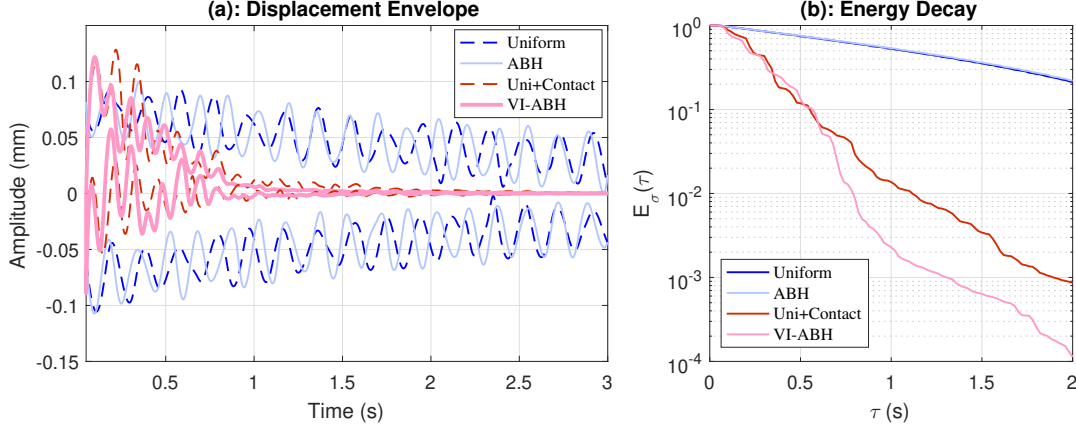 (a): Displacement Envelope
Amplitude (mm)
0.1
0.05
0
-0.05
-0.1
-0.15
0.5
1
1.5
2
2.5
3
Time (s)
Uniform
ABH
Uni+Contact
VI-ABH
(b): Energy Decay
E_σ(τ)
10^0
10^-1
10^-2
10^-3
10^-4
0
0.5
1
1.5
2
τ (s)
Uniform
ABH
Uni+Contact
VI-ABH